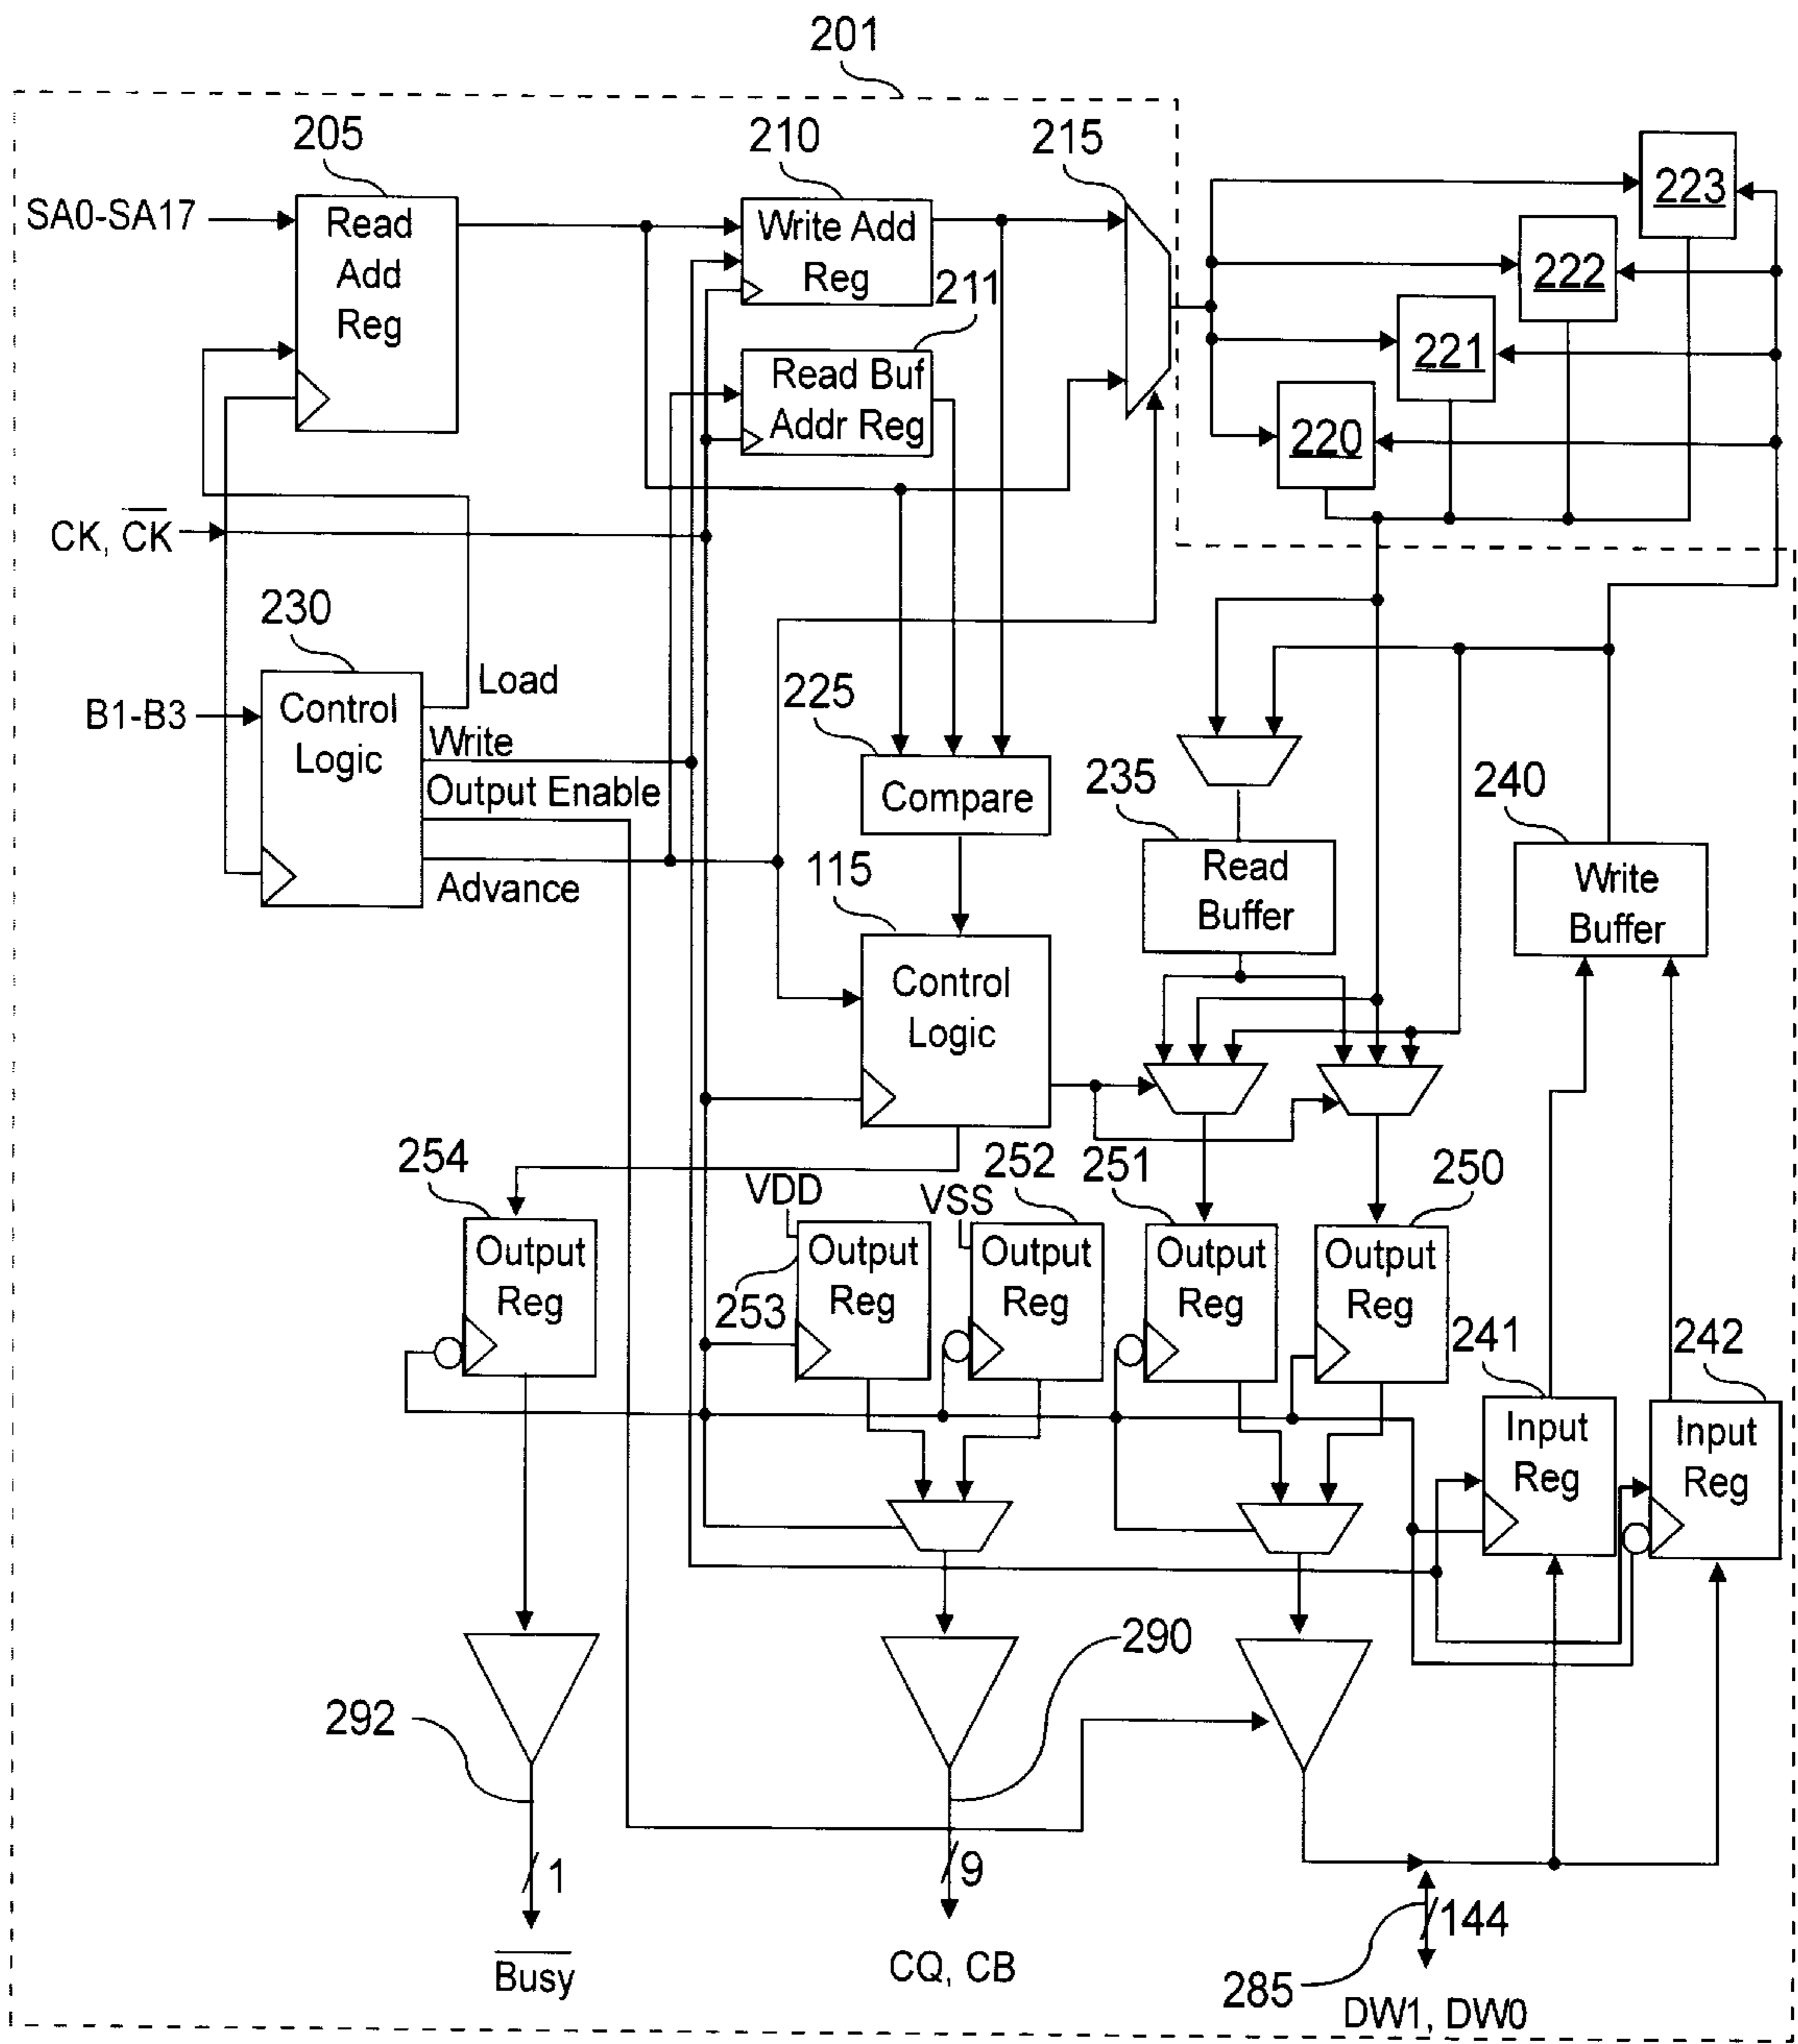 201
205
210
215
SA0-SA17
Read
Add
Reg
Write Add
Reg
211
Read Buf
Addr Reg
223
222
221
220
CK, C̅K̅
230
B1-B3
Control
Logic
Load
Write
Output Enable
Advance
225
Compare
235
Read
Buffer
240
Write
Buffer
115
Control
Logic
254
Output
Reg
VDD
253
Output
Reg
VSS
252
Output
Reg
251
Output
Reg
250
Output
Reg
241
Input
Reg
242
Input
Reg
292
290
1
9
144
285
B̅u̅s̅y̅
CQ, CB
DW1, DW0